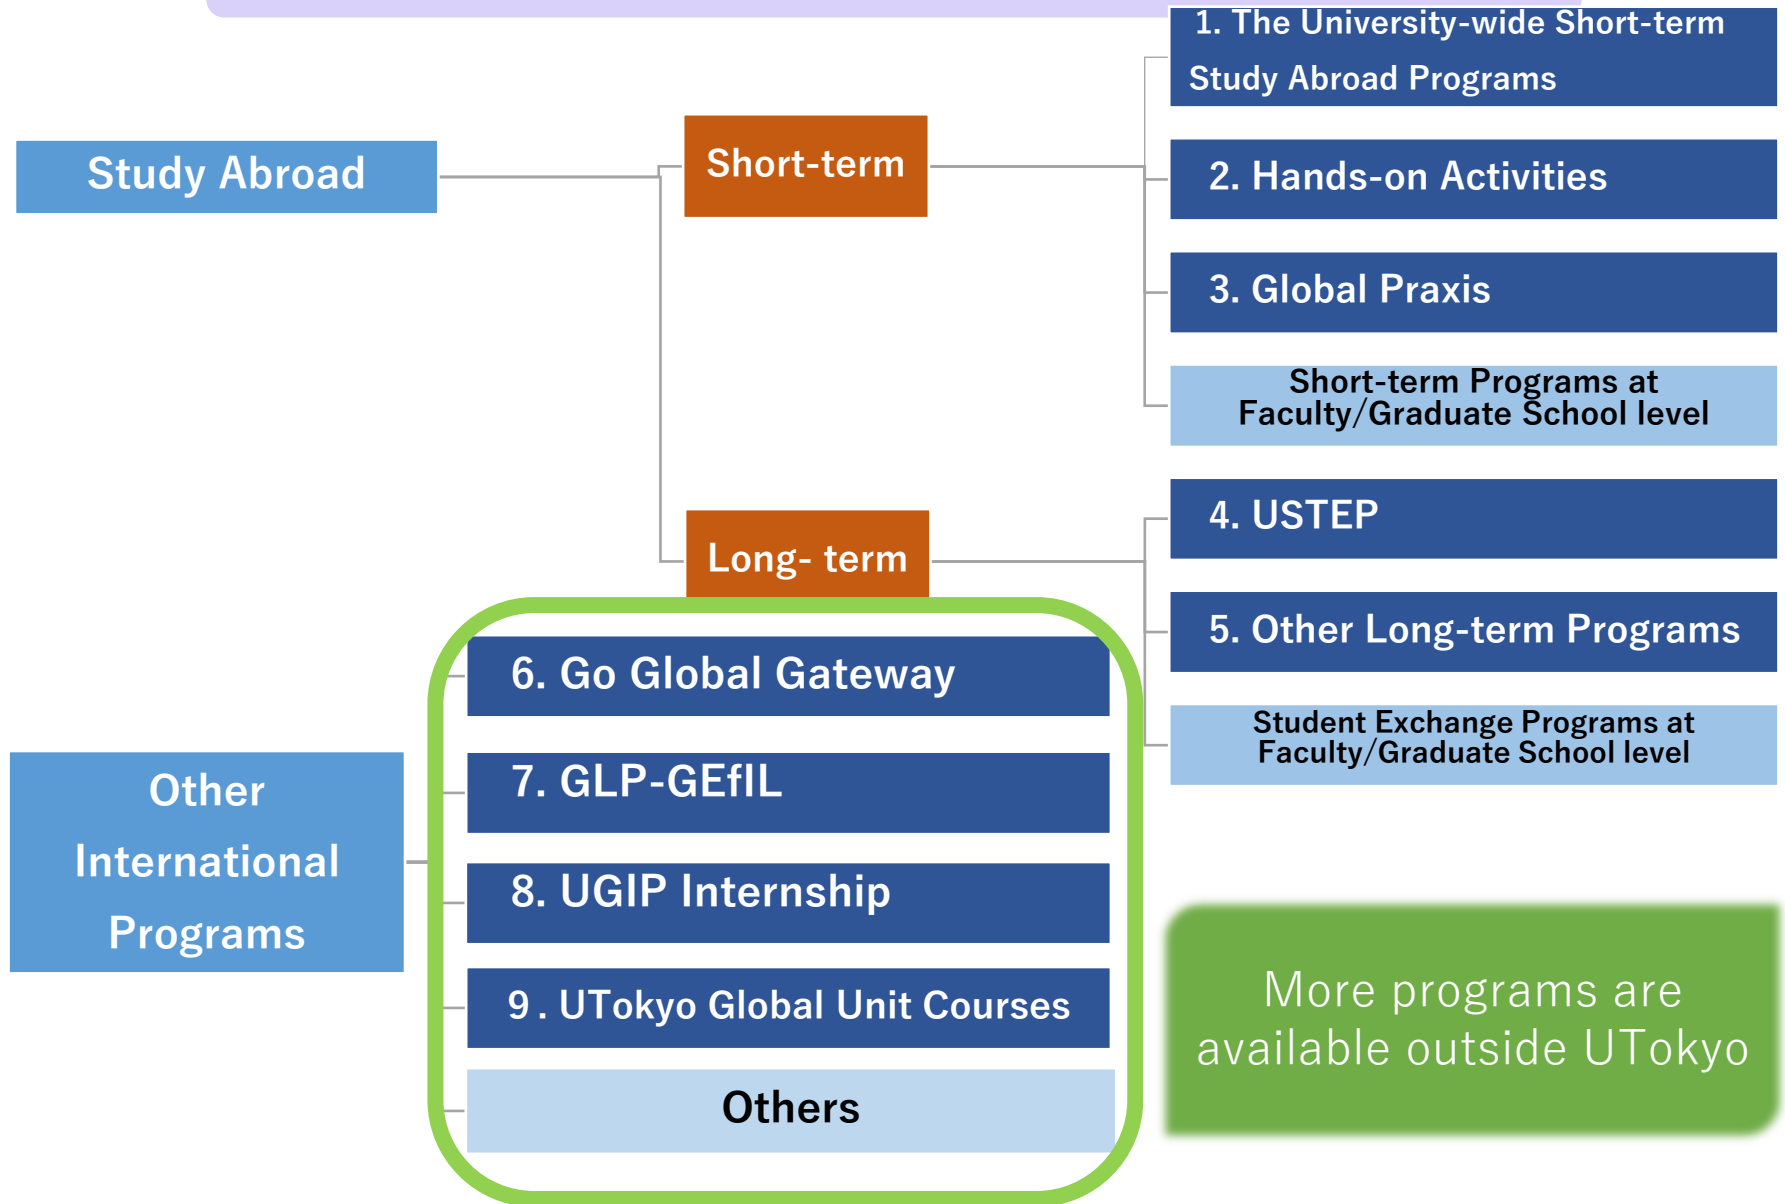 1. The University-wide Short-term
Study Abroad Programs
Study Abroad
Short-term
2. Hands-on Activities
3. Global Praxis
Short-term Programs at
Faculty/Graduate School level
Long- term
4. USTEP
5. Other Long-term Programs
Student Exchange Programs at
Faculty/Graduate School level
Other
International
Programs
6. Go Global Gateway
7. GLP-GEfIL
8. UGIP Internship
9. UTokyo Global Unit Courses
Others
More programs are
available outside UTokyo